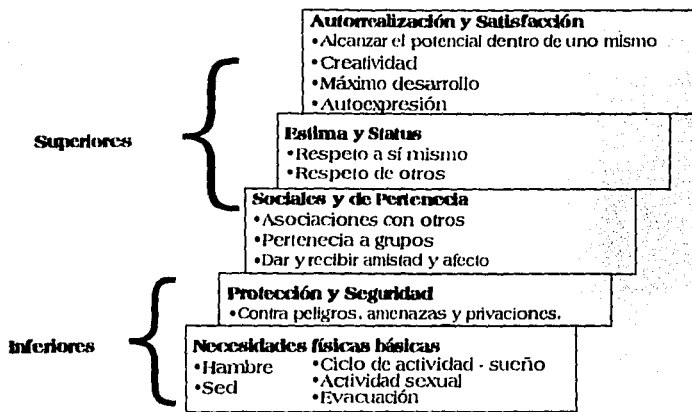 Autorrealización y Satisfacción
•Alcanzar el potencial dentro de uno mismo
•Creatividad
•Máximo desarrollo
•Autoexpresión
Superiores
Estima y Status
•Respeto a sí mismo
•Respeto de otros
Sociales y de Pertenecia
•Asociaciones con otros
•Pertenecia a grupos
•Dar y recibir amistad y afecto
Protección y Seguridad
•Contra peligros, amenazas y privaciones.
Inferiores
Necesidades físicas básicas
•Hambre
•Sed
•Ciclo de actividad - sueño
•Actividad sexual
•Evacuación